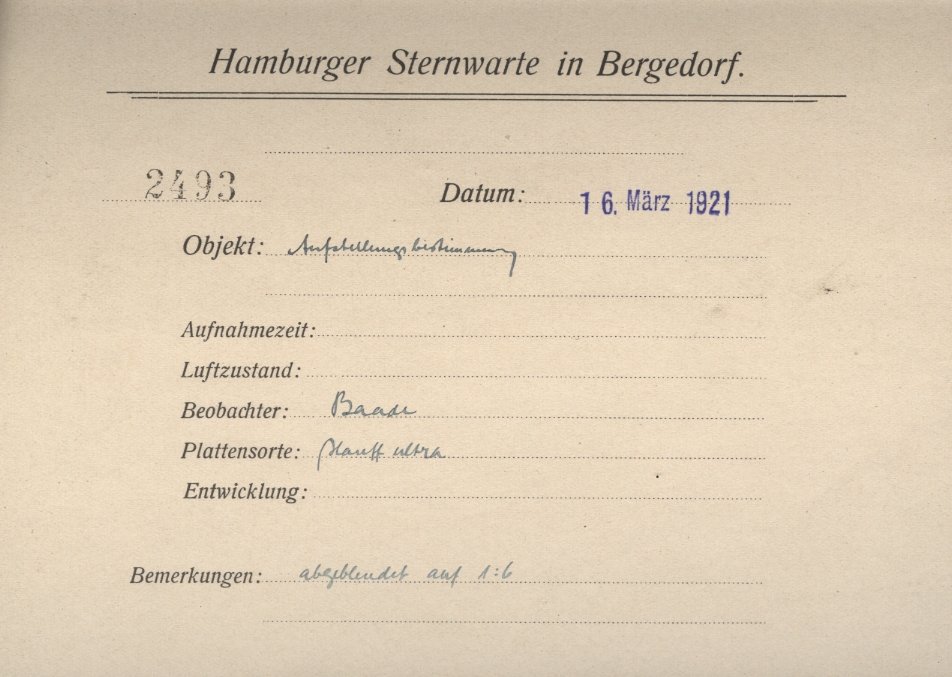 Hamburger Sternwarte in Bergedorf.
2493 Datum: 16. März 1921
Objekt: Aufstellungsbestimmung
Aufnahmezeit:
Luftzustand:
Beobachter: Baade
Plattensorte: Hauff ultra
Entwicklung:
Bemerkungen: abgeblendet auf 1:6